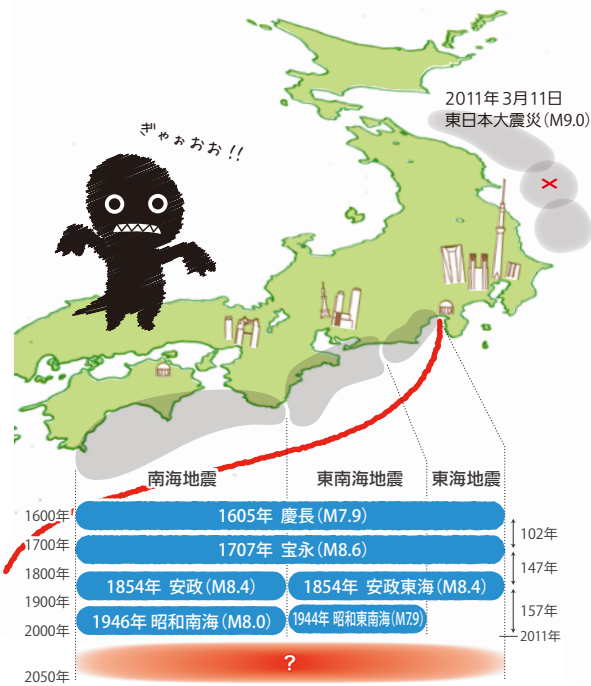 2011年3月11日
東日本大震災(M9.0)
ぎゃぉおお!!
南海地震
東南海地震
東海地震
1600年
1605年 慶長(M7.9)
102年
1700年
1707年 宝永(M8.6)
147年
1800年
1854年 安政(M8.4)
1854年 安政東海(M8.4)
1900年
1946年 昭和南海(M8.0)
1944年 昭和東南海(M7.9)
157年
2000年
2011年
?
2050年